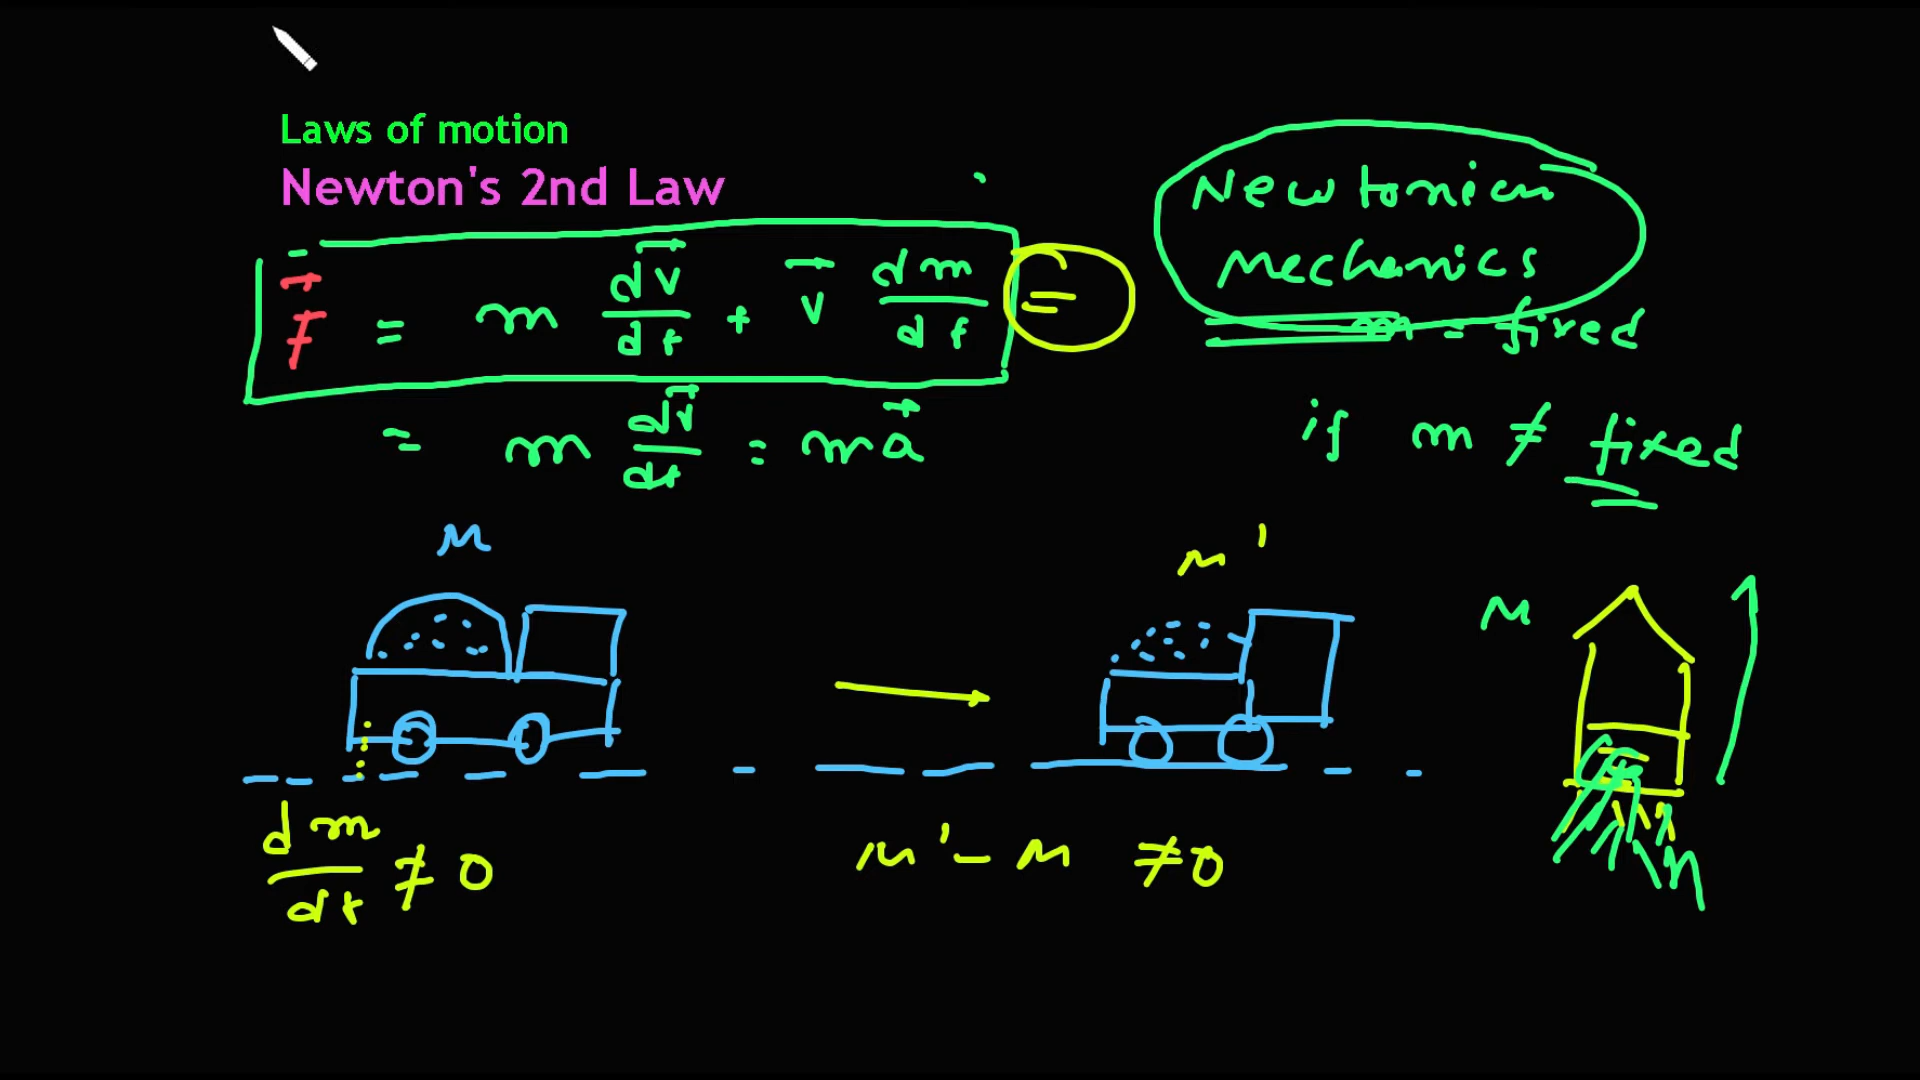 Laws of motion
Newton's 2nd Law
Newtonian
mechanics
F⃗ = m dv⃗/dt + v⃗ dm/dt =
m = fixed
= m dv⃗/dt = ma⃗
if m ≠ fixed
M
M'
M
dm/dt ≠ 0
M' - M ≠ 0